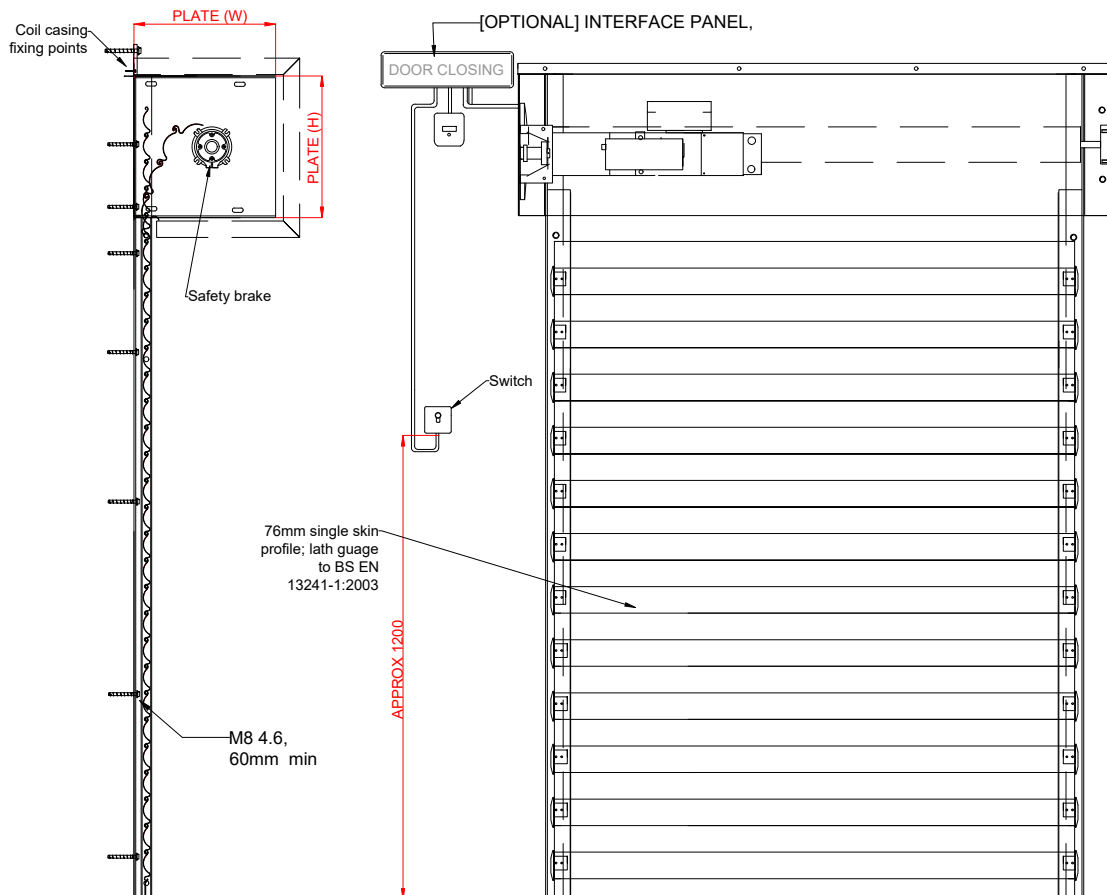 PLATE (W)
[OPTIONAL] INTERFACE PANEL,
Coil casing
fixing points
DOOR CLOSING
PLATE (H)
Safety brake
Switch
76mm single skin
profile; lath guage
to BS EN
13241-1:2003
APPROX 1200
M8 4.6,
60mm min